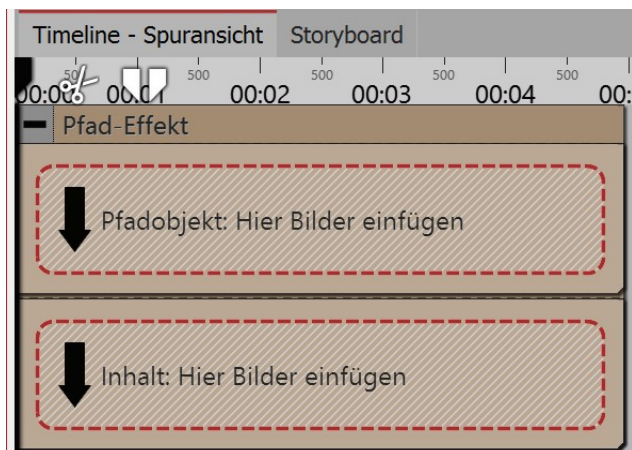 Timeline - Spuransicht Storyboard
500 500 500 500 500
00:00 00:01 00:02 00:03 00:04 00:
Pfad-Effekt
Pfadobjekt: Hier Bilder einfügen
Inhalt: Hier Bilder einfügen